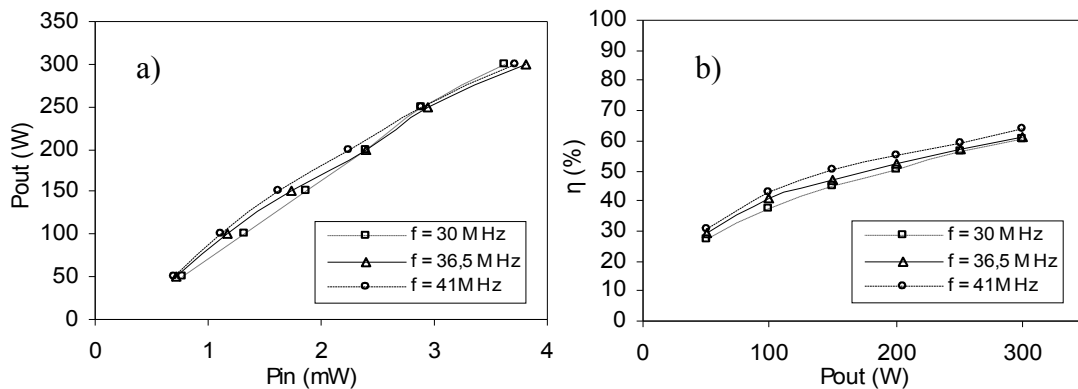 a)
Pout (W)
350
300
250
200
150
100
50
0
0 1 2 3 4
Pin (mW)
f = 30 MHz
f = 36,5 MHz
f = 41MHz
b)
η (%)
100
90
80
70
60
50
40
30
20
10
0
0 100 200 300
Pout (W)
f = 30 MHz
f = 36,5 MHz
f = 41MHz